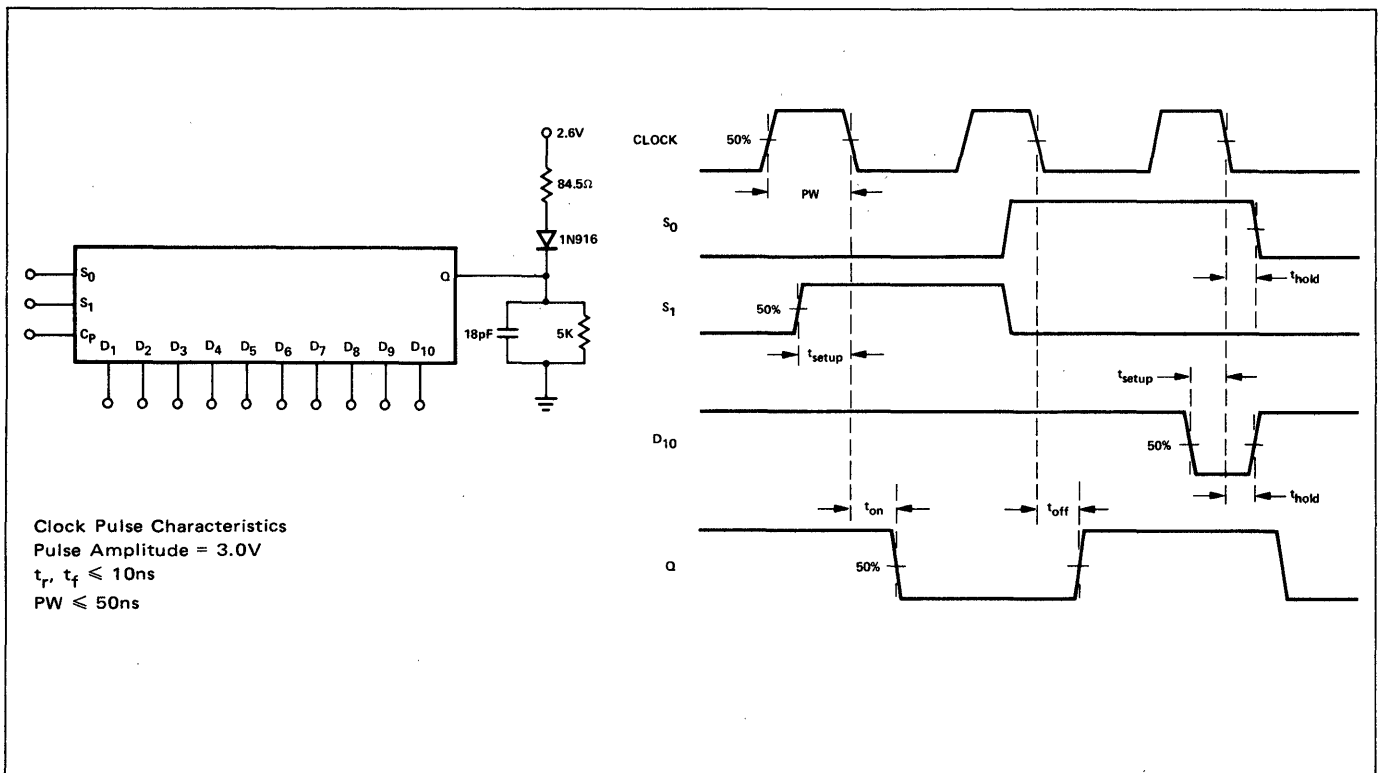 2.6V
84.5Ω
1N916
S0
S1
CP
Q
D1 D2 D3 D4 D5 D6 D7 D8 D9 D10
18pF
5K
Clock Pulse Characteristics
Pulse Amplitude = 3.0V
tr, tf ⩽ 10ns
PW ⩽ 50ns
CLOCK
50%
PW
S0
thold
S1
50%
tsetup
tsetup
D10
50%
thold
ton
toff
Q
50%